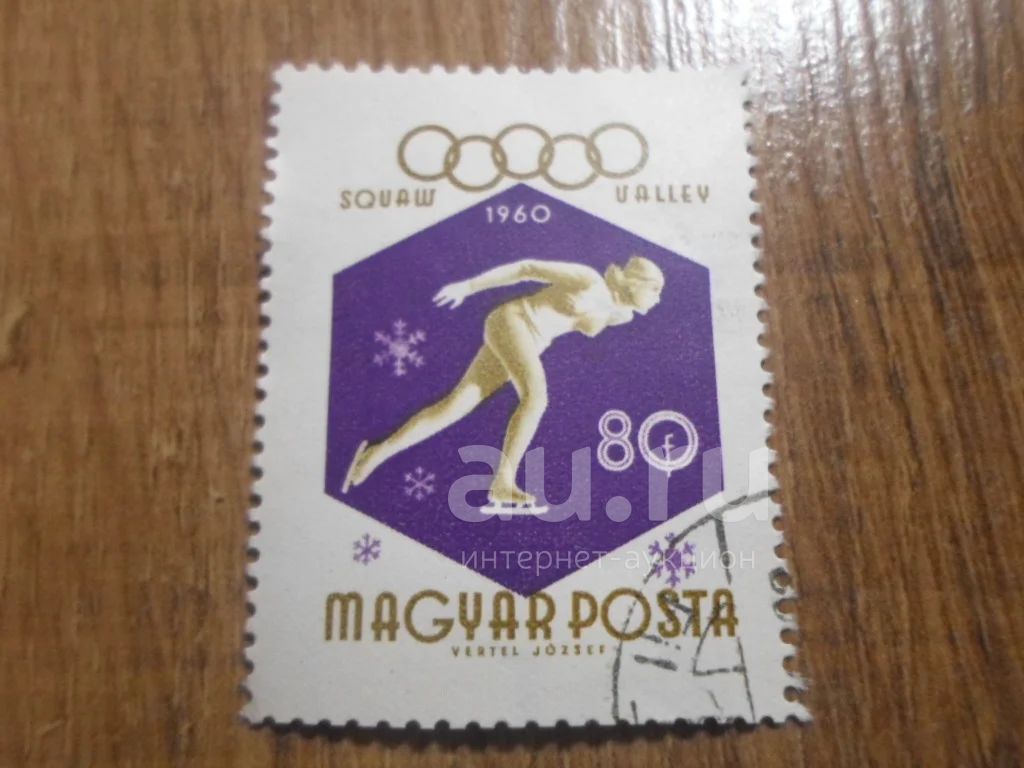 SQUAW VALLEY
1960
80 f
au.ru
интернет-аукцион
MAGYAR POSTA
VERTEL JÓZSEF